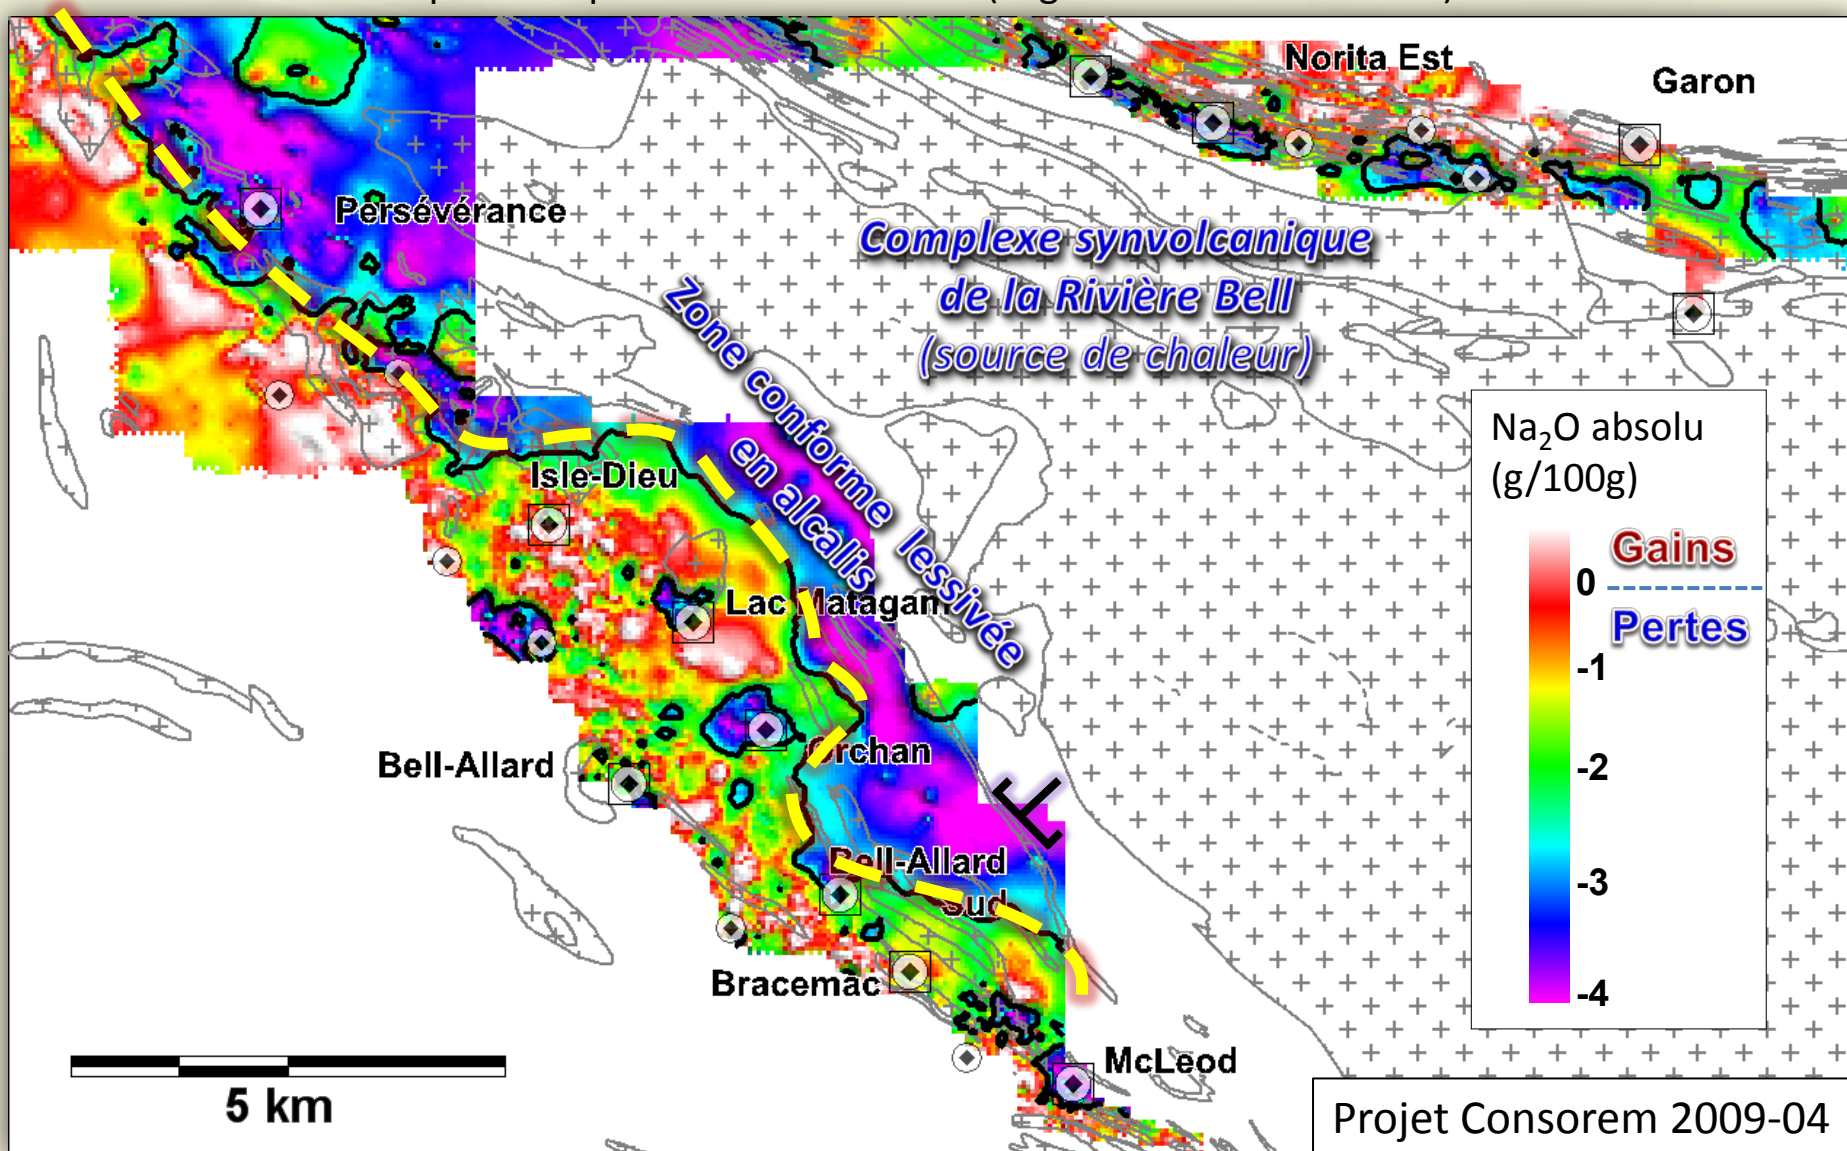 Norita Est
Garon
Persévérance
Complexe synvolcanique
de la Rivière Bell
(source de chaleur)
Zone conforme lessivée
en alcalis
Isle-Dieu
Lac Matagam
Orchan
Bell-Allard
Bell-Allard
Sud
Bracemac
McLeod
Na₂O absolu
(g/100g)
Gains
0
Pertes
-1
-2
-3
-4
5 km
Projet Consorem 2009-04